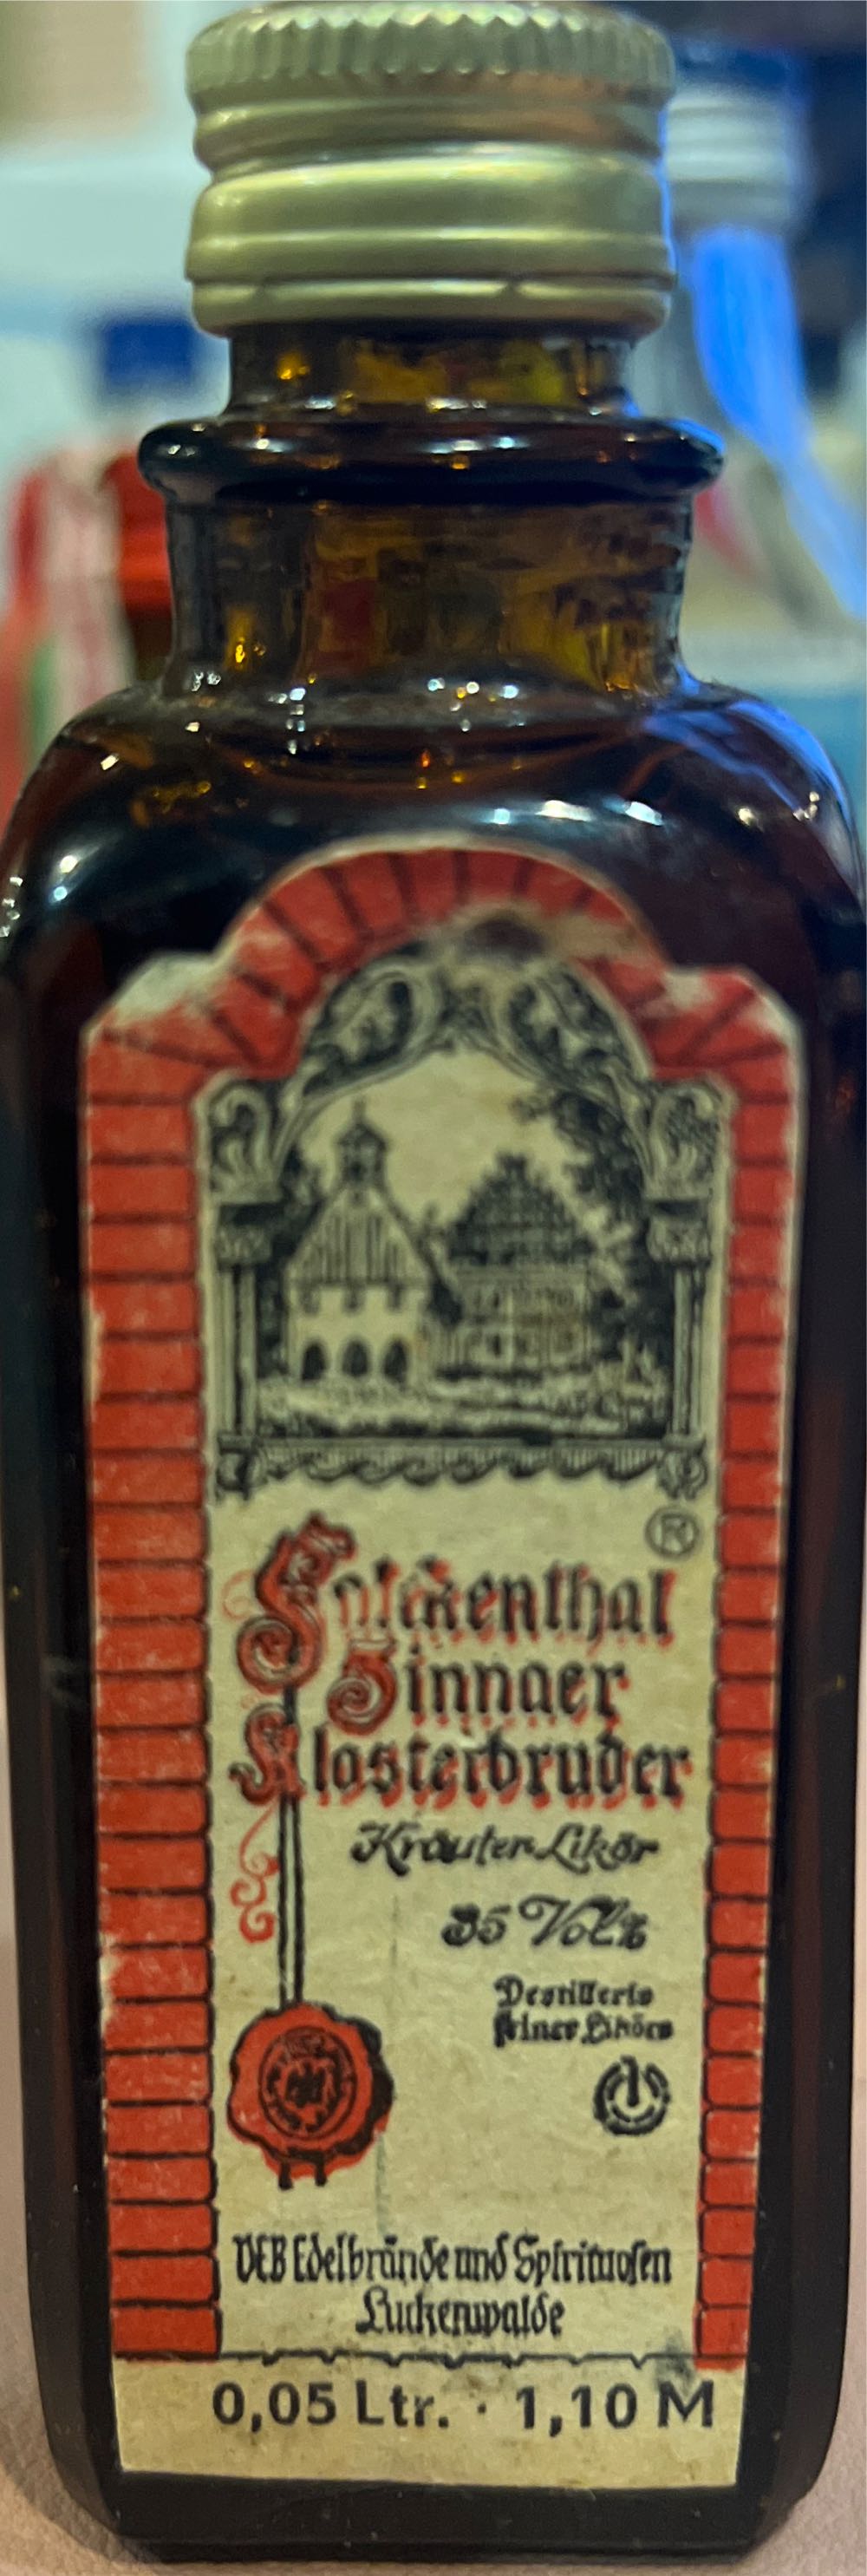 ®
Falckenthal
Zinnaer
Klosterbruder
Kräuter-Likör
35 Vol%
Destillerie
feiner Liköre
VEB Edelbrände und Spirituosen
Luckenwalde
0,05 Ltr. · 1,10 M